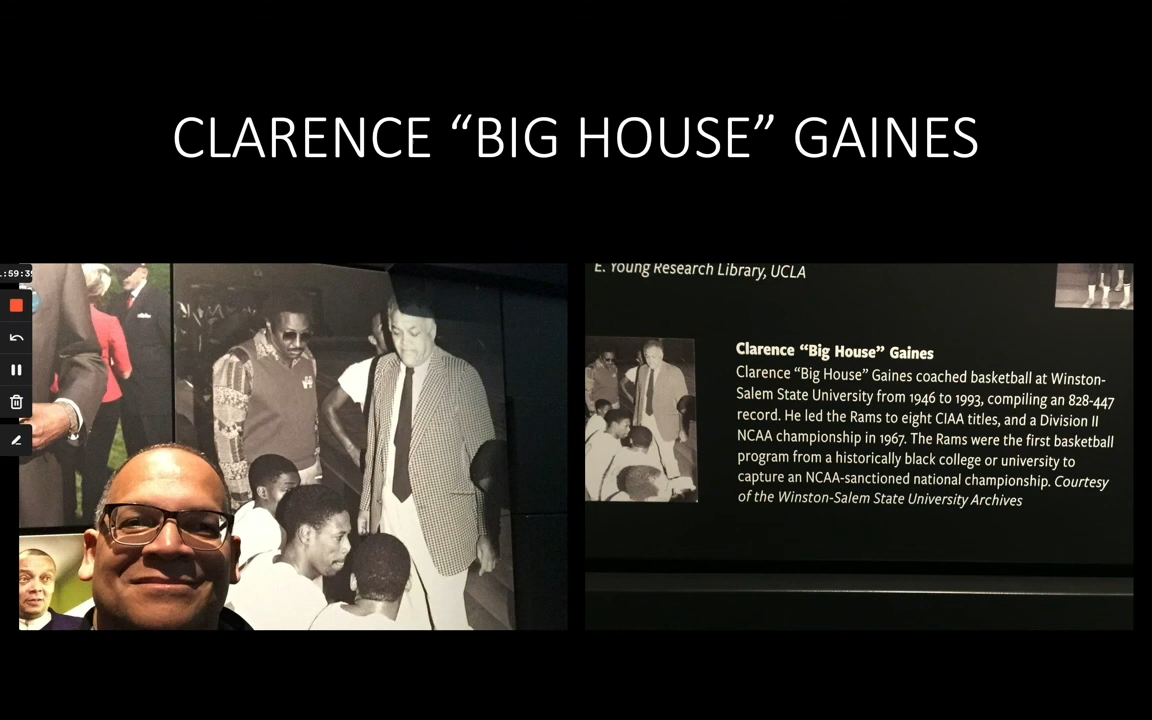 CLARENCE “BIG HOUSE” GAINES
:59:39
E. Young Research Library, UCLA
Clarence “Big House” Gaines
Clarence “Big House” Gaines coached basketball at Winston-
Salem State University from 1946 to 1993, compiling an 828-447
record. He led the Rams to eight CIAA titles, and a Division II
NCAA championship in 1967. The Rams were the first basketball
program from a historically black college or university to
capture an NCAA-sanctioned national championship. Courtesy
of the Winston-Salem State University Archives